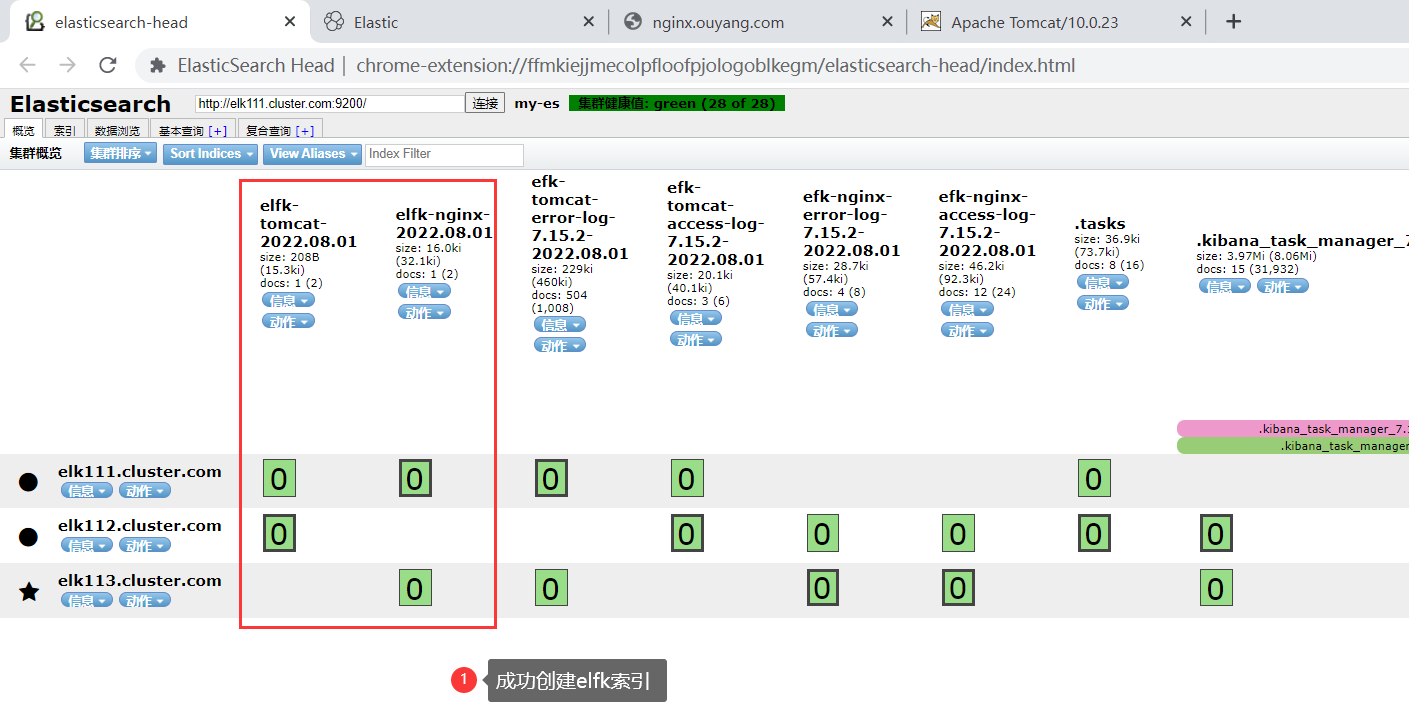 elasticsearch-head
Elastic
nginx.ouyang.com
Apache Tomcat/10.0.23
ElasticSearch Head | chrome-extension://ffmkiejjmecolpfloofpjologoblkegm/elasticsearch-head/index.html
Elasticsearch
http://elk111.cluster.com:9200/
连接
my-es
集群健康值: green (28 of 28)
概览
索引
数据浏览
基本查询 [+]
复合查询 [+]
集群概览
集群排序
Sort Indices
View Aliases
Index Filter
elfk-
tomcat-
2022.08.01
size: 208B
(15.3ki)
docs: 1 (2)
信息
动作
elfk-nginx-
2022.08.01
size: 16.0ki
(32.1ki)
docs: 1 (2)
信息
动作
efk-
tomcat-
error-log-
7.15.2-
2022.08.01
size: 229ki
(460ki)
docs: 504
(1,008)
信息
动作
efk-
tomcat-
access-log-
7.15.2-
2022.08.01
size: 20.1ki
(40.1ki)
docs: 3 (6)
信息
动作
efk-nginx-
error-log-
7.15.2-
2022.08.01
size: 28.7ki
(57.4ki)
docs: 4 (8)
信息
动作
efk-nginx-
access-log-
7.15.2-
2022.08.01
size: 46.2ki
(92.3ki)
docs: 12 (24)
信息
动作
.tasks
size: 36.9ki
(73.7ki)
docs: 8 (16)
信息
动作
.kibana_task_manager_7
size: 3.97Mi (8.06Mi)
docs: 15 (31,932)
信息 动作
.kibana_task_manager_7.
.kibana_task_manager
elk111.cluster.com
信息 动作
0 0 0 0 0
elk112.cluster.com
信息 动作
0 0 0 0 0 0
elk113.cluster.com
信息 动作
0 0 0 0 0
1 成功创建elfk索引